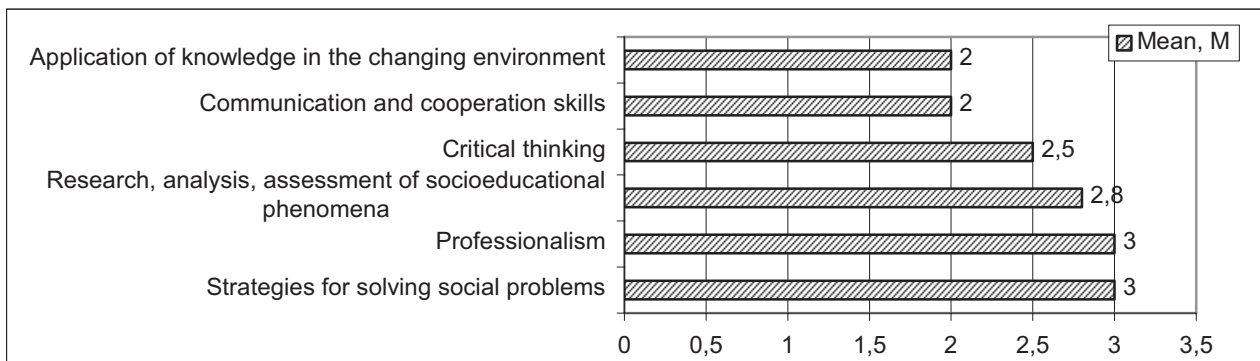 Mean, M
Application of knowledge in the changing environment
2
Communication and cooperation skills
2
Critical thinking
2,5
Research, analysis, assessment of socioeducational
phenomena
2,8
Professionalism
3
Strategies for solving social problems
3
0 0,5 1 1,5 2 2,5 3 3,5